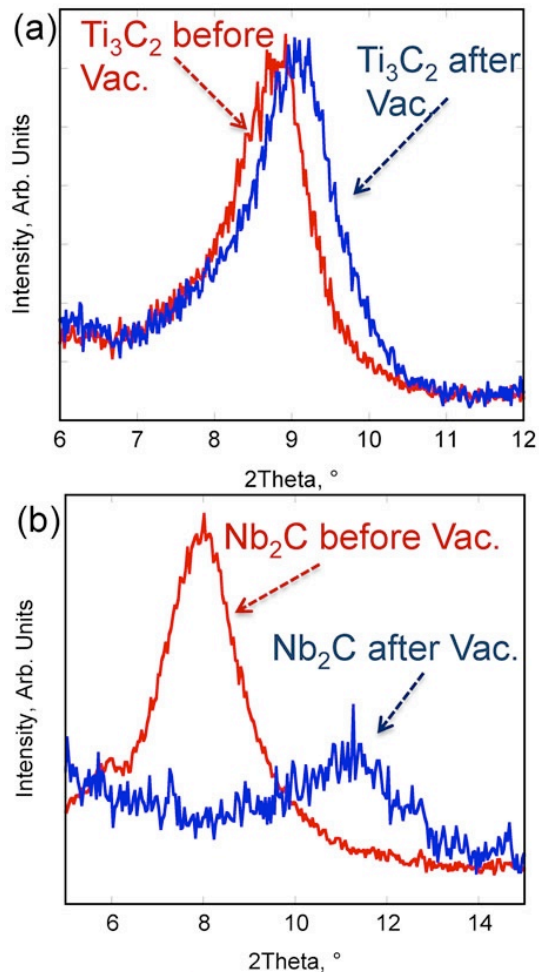 (a)
Ti₃C₂ before
Vac.
Ti₃C₂ after
Vac.
Intensity, Arb. Units
6 7 8 9 10 11 12
2Theta, °
(b)
Nb₂C before Vac.
Nb₂C after Vac.
Intensity, Arb. Units
6 8 10 12 14
2Theta, °